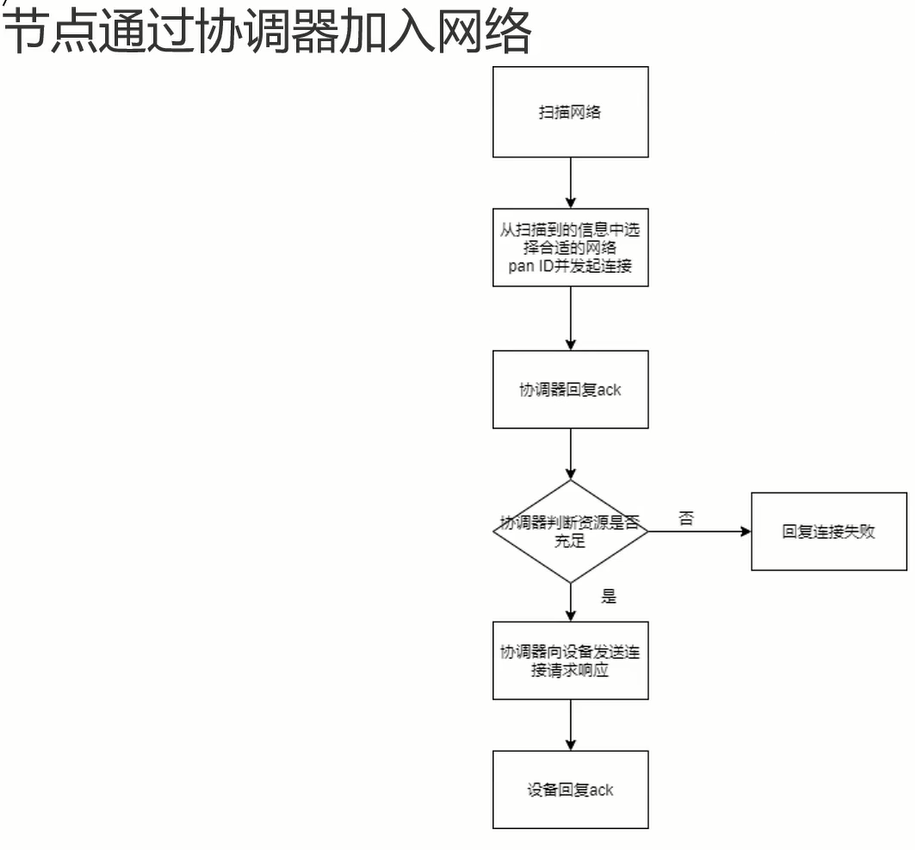 节点通过协调器加入网络
扫描网络
从扫描到的信息中选
择合适的网络
pan ID并发起连接
协调器回复ack
协调器判断资源是否
充足
否
回复连接失败
是
协调器向设备发送连
接请求响应
设备回复ack